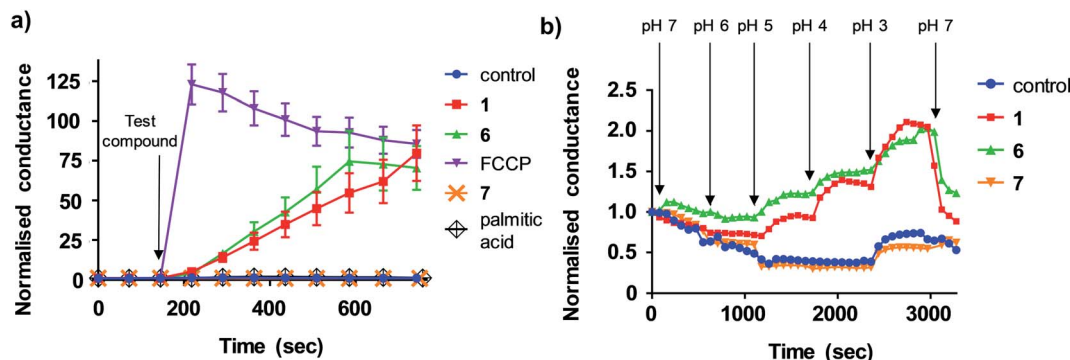 a)
Normalised conductance
125
100
75
50
25
0
0
200
400
600
Time (sec)
Test
compound
control
1
6
FCCP
7
palmitic
acid
b)
pH 7
pH 6
pH 5
pH 4
pH 3
pH 7
Normalised conductance
2.5
2.0
1.5
1.0
0.5
0
0
1000
2000
3000
Time (sec)
control
1
6
7